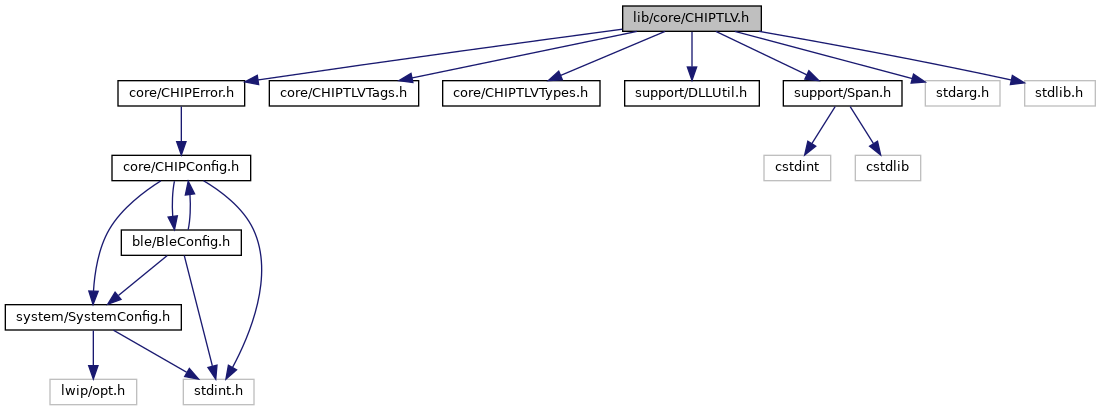 lib/core/CHIPTLV.h
core/CHIPError.h
core/CHIPTLVTags.h
core/CHIPTLVTypes.h
support/DLLUtil.h
support/Span.h
stdarg.h
stdlib.h
core/CHIPConfig.h
cstdint
cstdlib
ble/BleConfig.h
system/SystemConfig.h
lwip/opt.h
stdint.h